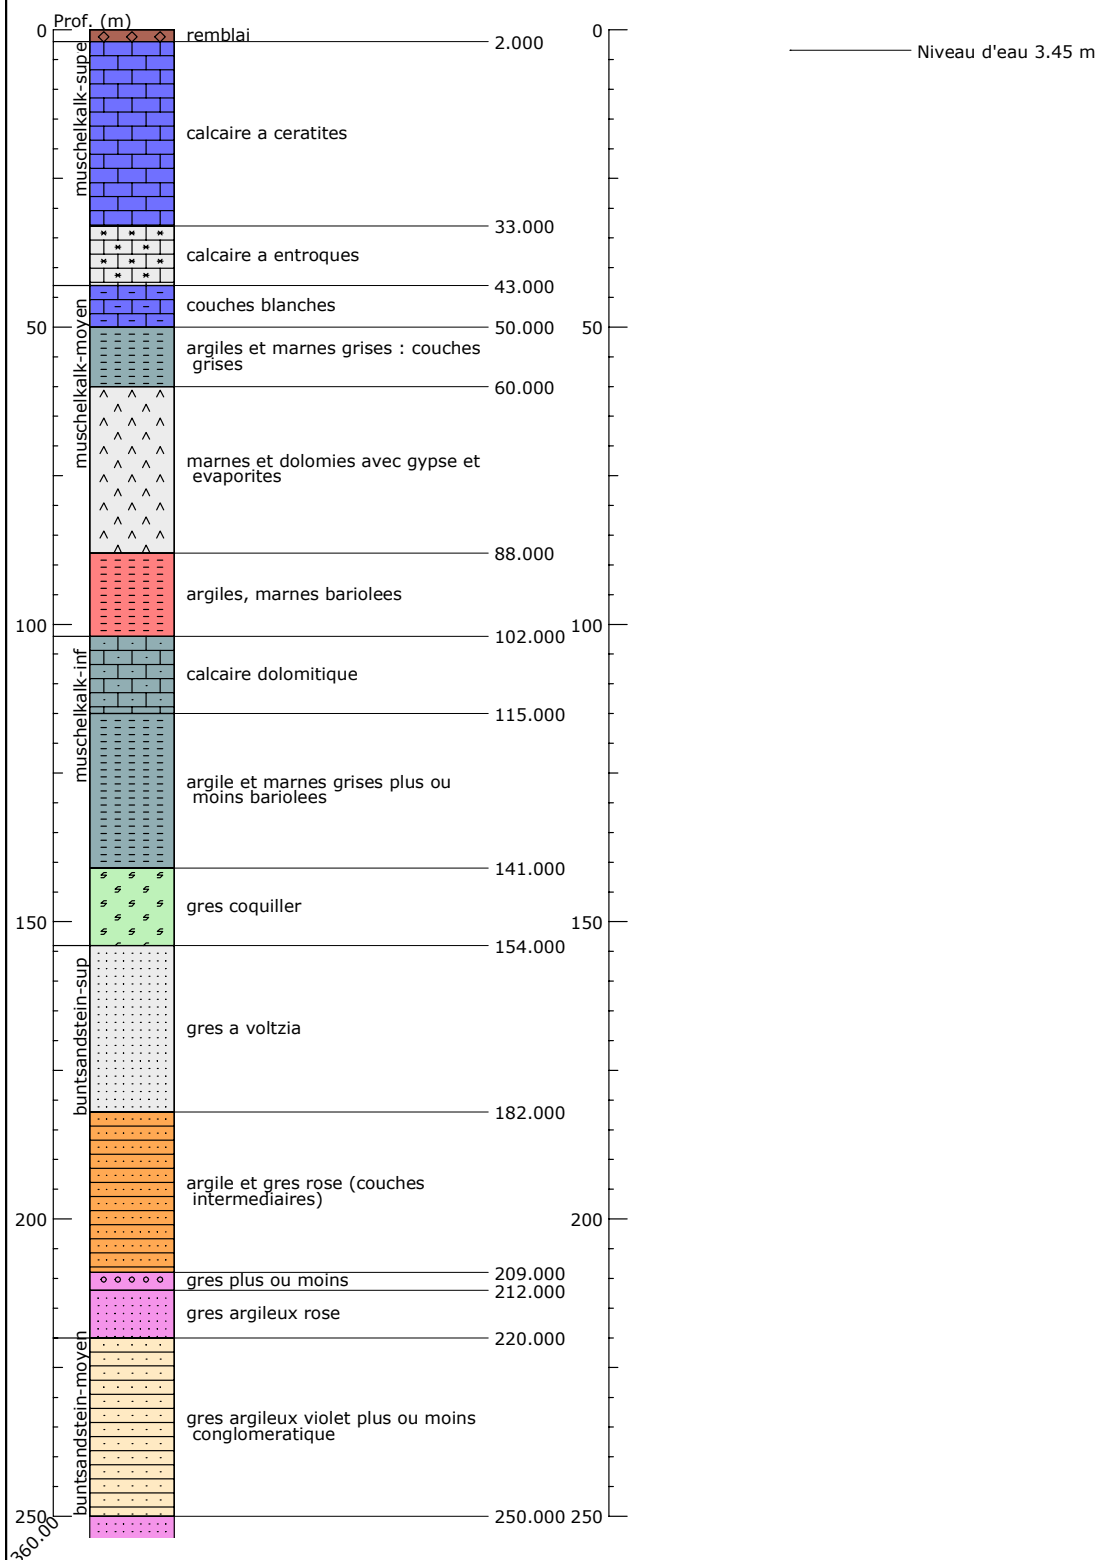 Prof. (m)
0
remblai
2.000
0
Niveau d'eau 3.45 m
muschelkalk-supe
calcaire a ceratites
33.000
calcaire a entroques
43.000
muschelkalk-moyen
couches blanches
50
50.000
50
argiles et marnes grises : couches
grises
60.000
marnes et dolomies avec gypse et
evaporites
88.000
argiles, marnes bariolees
100
102.000
100
muschelkalk-inf
calcaire dolomitique
115.000
argile et marnes grises plus ou
moins bariolees
141.000
gres coquiller
150
150
154.000
buntsandstein-sup
gres a voltzia
182.000
argile et gres rose (couches
intermediaires)
200
200
209.000
gres plus ou moins
212.000
gres argileux rose
220.000
buntsandstein-moyen
gres argileux violet plus ou moins
conglomeratique
250
250.000
250
360.00